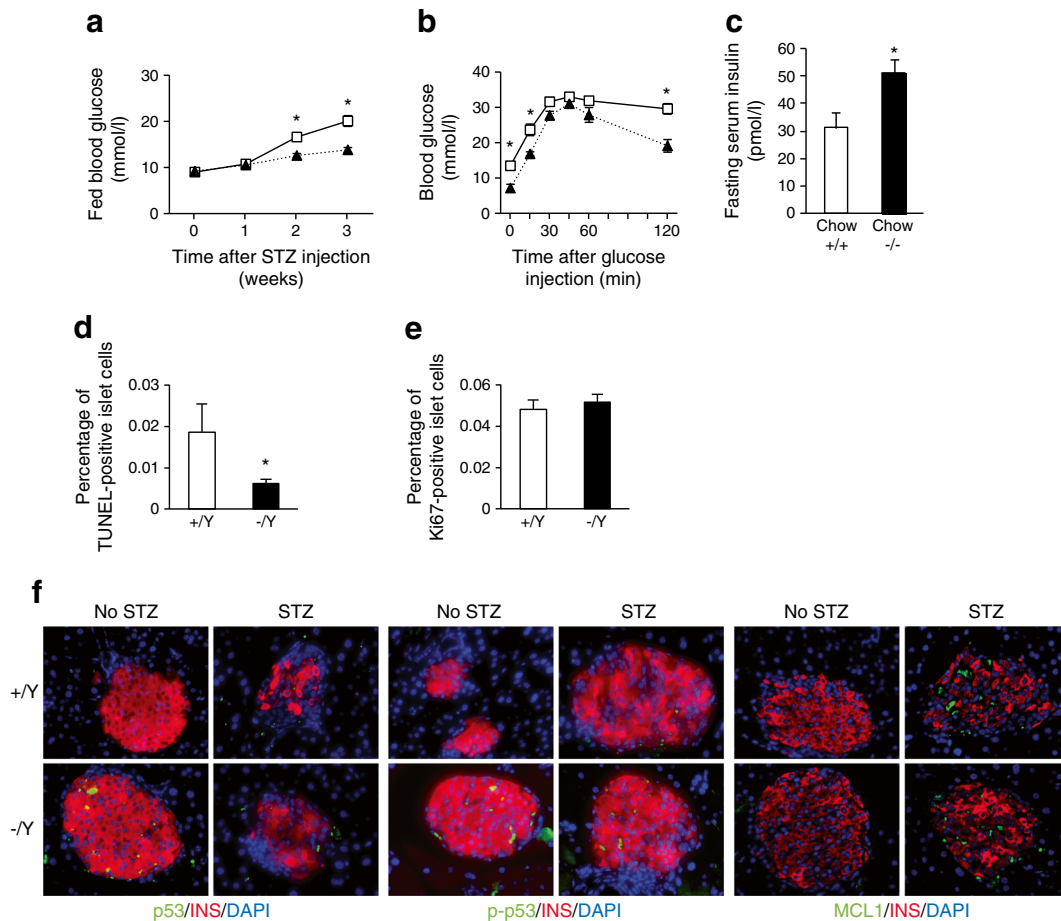 a
Fed blood glucose
(mmol/l)
30
20
10
0
*
*
0
1
2
3
Time after STZ injection
(weeks)
b
Blood glucose
(mmol/l)
40
30
20
10
0
*
*
*
0
30
60
120
Time after glucose
injection (min)
c
Fasting serum insulin
(pmol/l)
60
50
40
30
20
10
0
*
Chow
+/+
Chow
-/-
d
Percentage of
TUNEL-positive islet cells
0.03
0.02
0.01
0
*
+/Y
-/Y
e
Percentage of
Ki67-positive islet cells
0.06
0.04
0.02
0
+/Y
-/Y
f
No STZ
STZ
No STZ
STZ
No STZ
STZ
+/Y
-/Y
p53/INS/DAPI
p-p53/INS/DAPI
MCL1/INS/DAPI